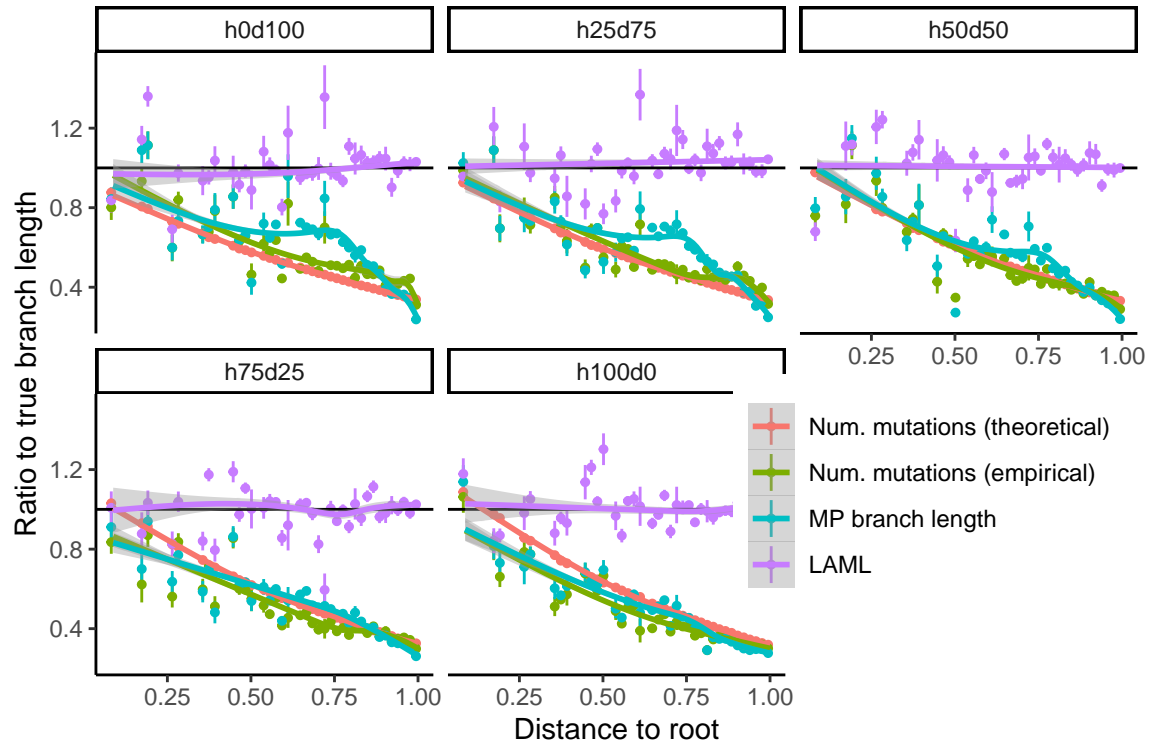 h0d100
h25d75
h50d50
Ratio to true branch length
1.2
0.8
0.4
0.25
0.50
0.75
1.00
h75d25
h100d0
1.2
0.8
0.4
0.25
0.50
0.75
1.00
0.25
0.50
0.75
1.00
Distance to root
Num. mutations (theoretical)
Num. mutations (empirical)
MP branch length
LAML